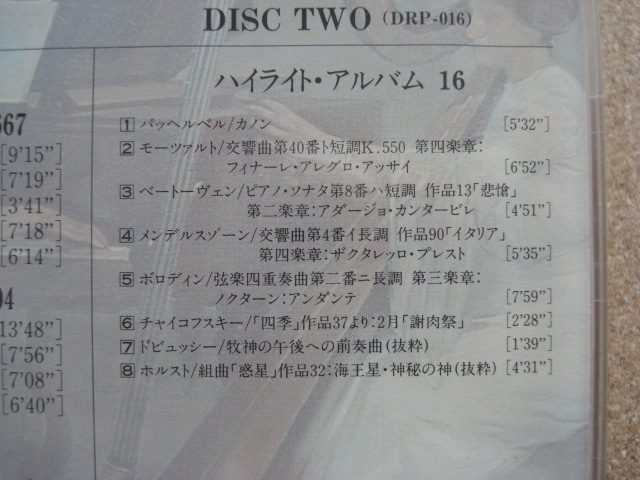 DISC TWO (DRP-016)
ハイライト・アルバム 16
1 パッヘルベル/カノン [5'32"]
2 モーツァルト/交響曲第40番ト短調K.550 第四楽章:
フィナーレ・アレグロ・アッサイ [6'52"]
3 ベートーヴェン/ピアノ・ソナタ第8番ハ短調 作品13「悲愴」
第二楽章:アダージョ・カンタービレ [4'51"]
4 メンデルスゾーン/交響曲第4番イ長調 作品90「イタリア」
第四楽章:ザクタレッロ・プレスト [5'35"]
5 ボロディン/弦楽四重奏曲第二番ニ長調 第三楽章:
ノクターン:アンダンテ [7'59"]
6 チャイコフスキー/「四季」作品37より:2月「謝肉祭」 [2'28"]
7 ドビュッシー/牧神の午後への前奏曲(抜粋) [1'39"]
8 ホルスト/組曲「惑星」作品32:海王星・神秘の神(抜粋) [4'31"]
667
[9'15"]
[7'19"]
[3'41"]
[7'18"]
[6'14"]
04
13'48"]
[7'56"]
[7'08"]
[6'40"]